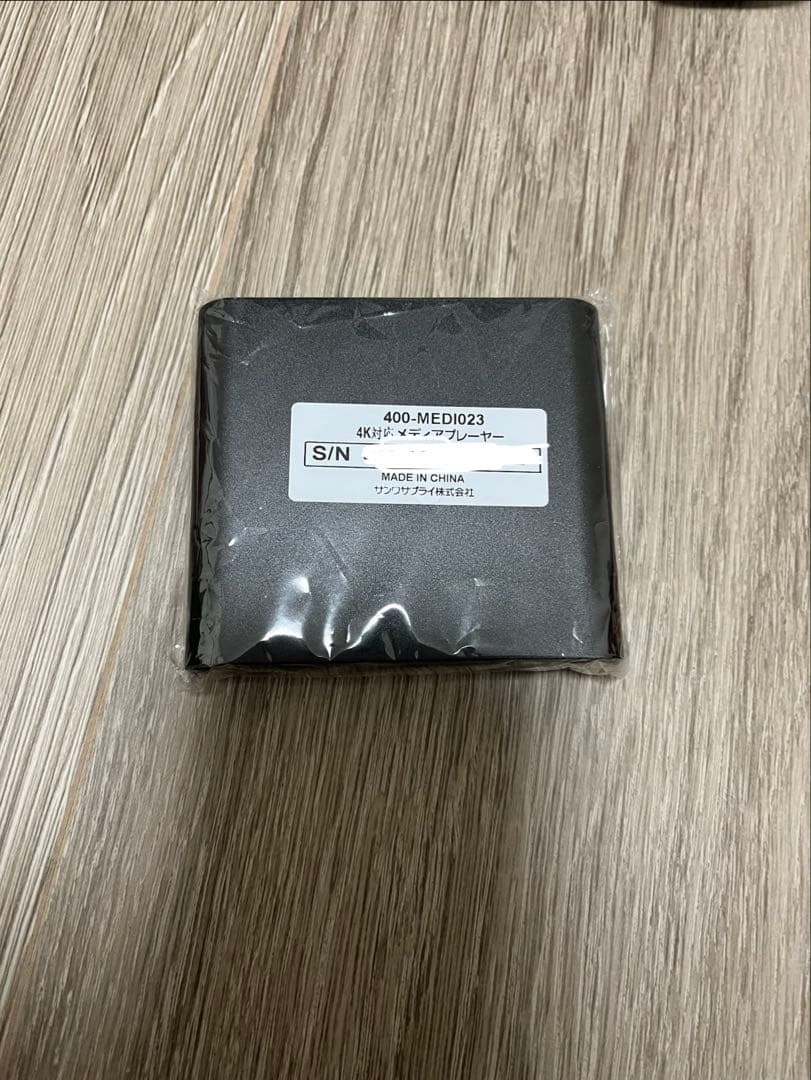 400-MEDI023
4K対応メディアプレーヤー
S/N
MADE IN CHINA
サンワサプライ株式会社